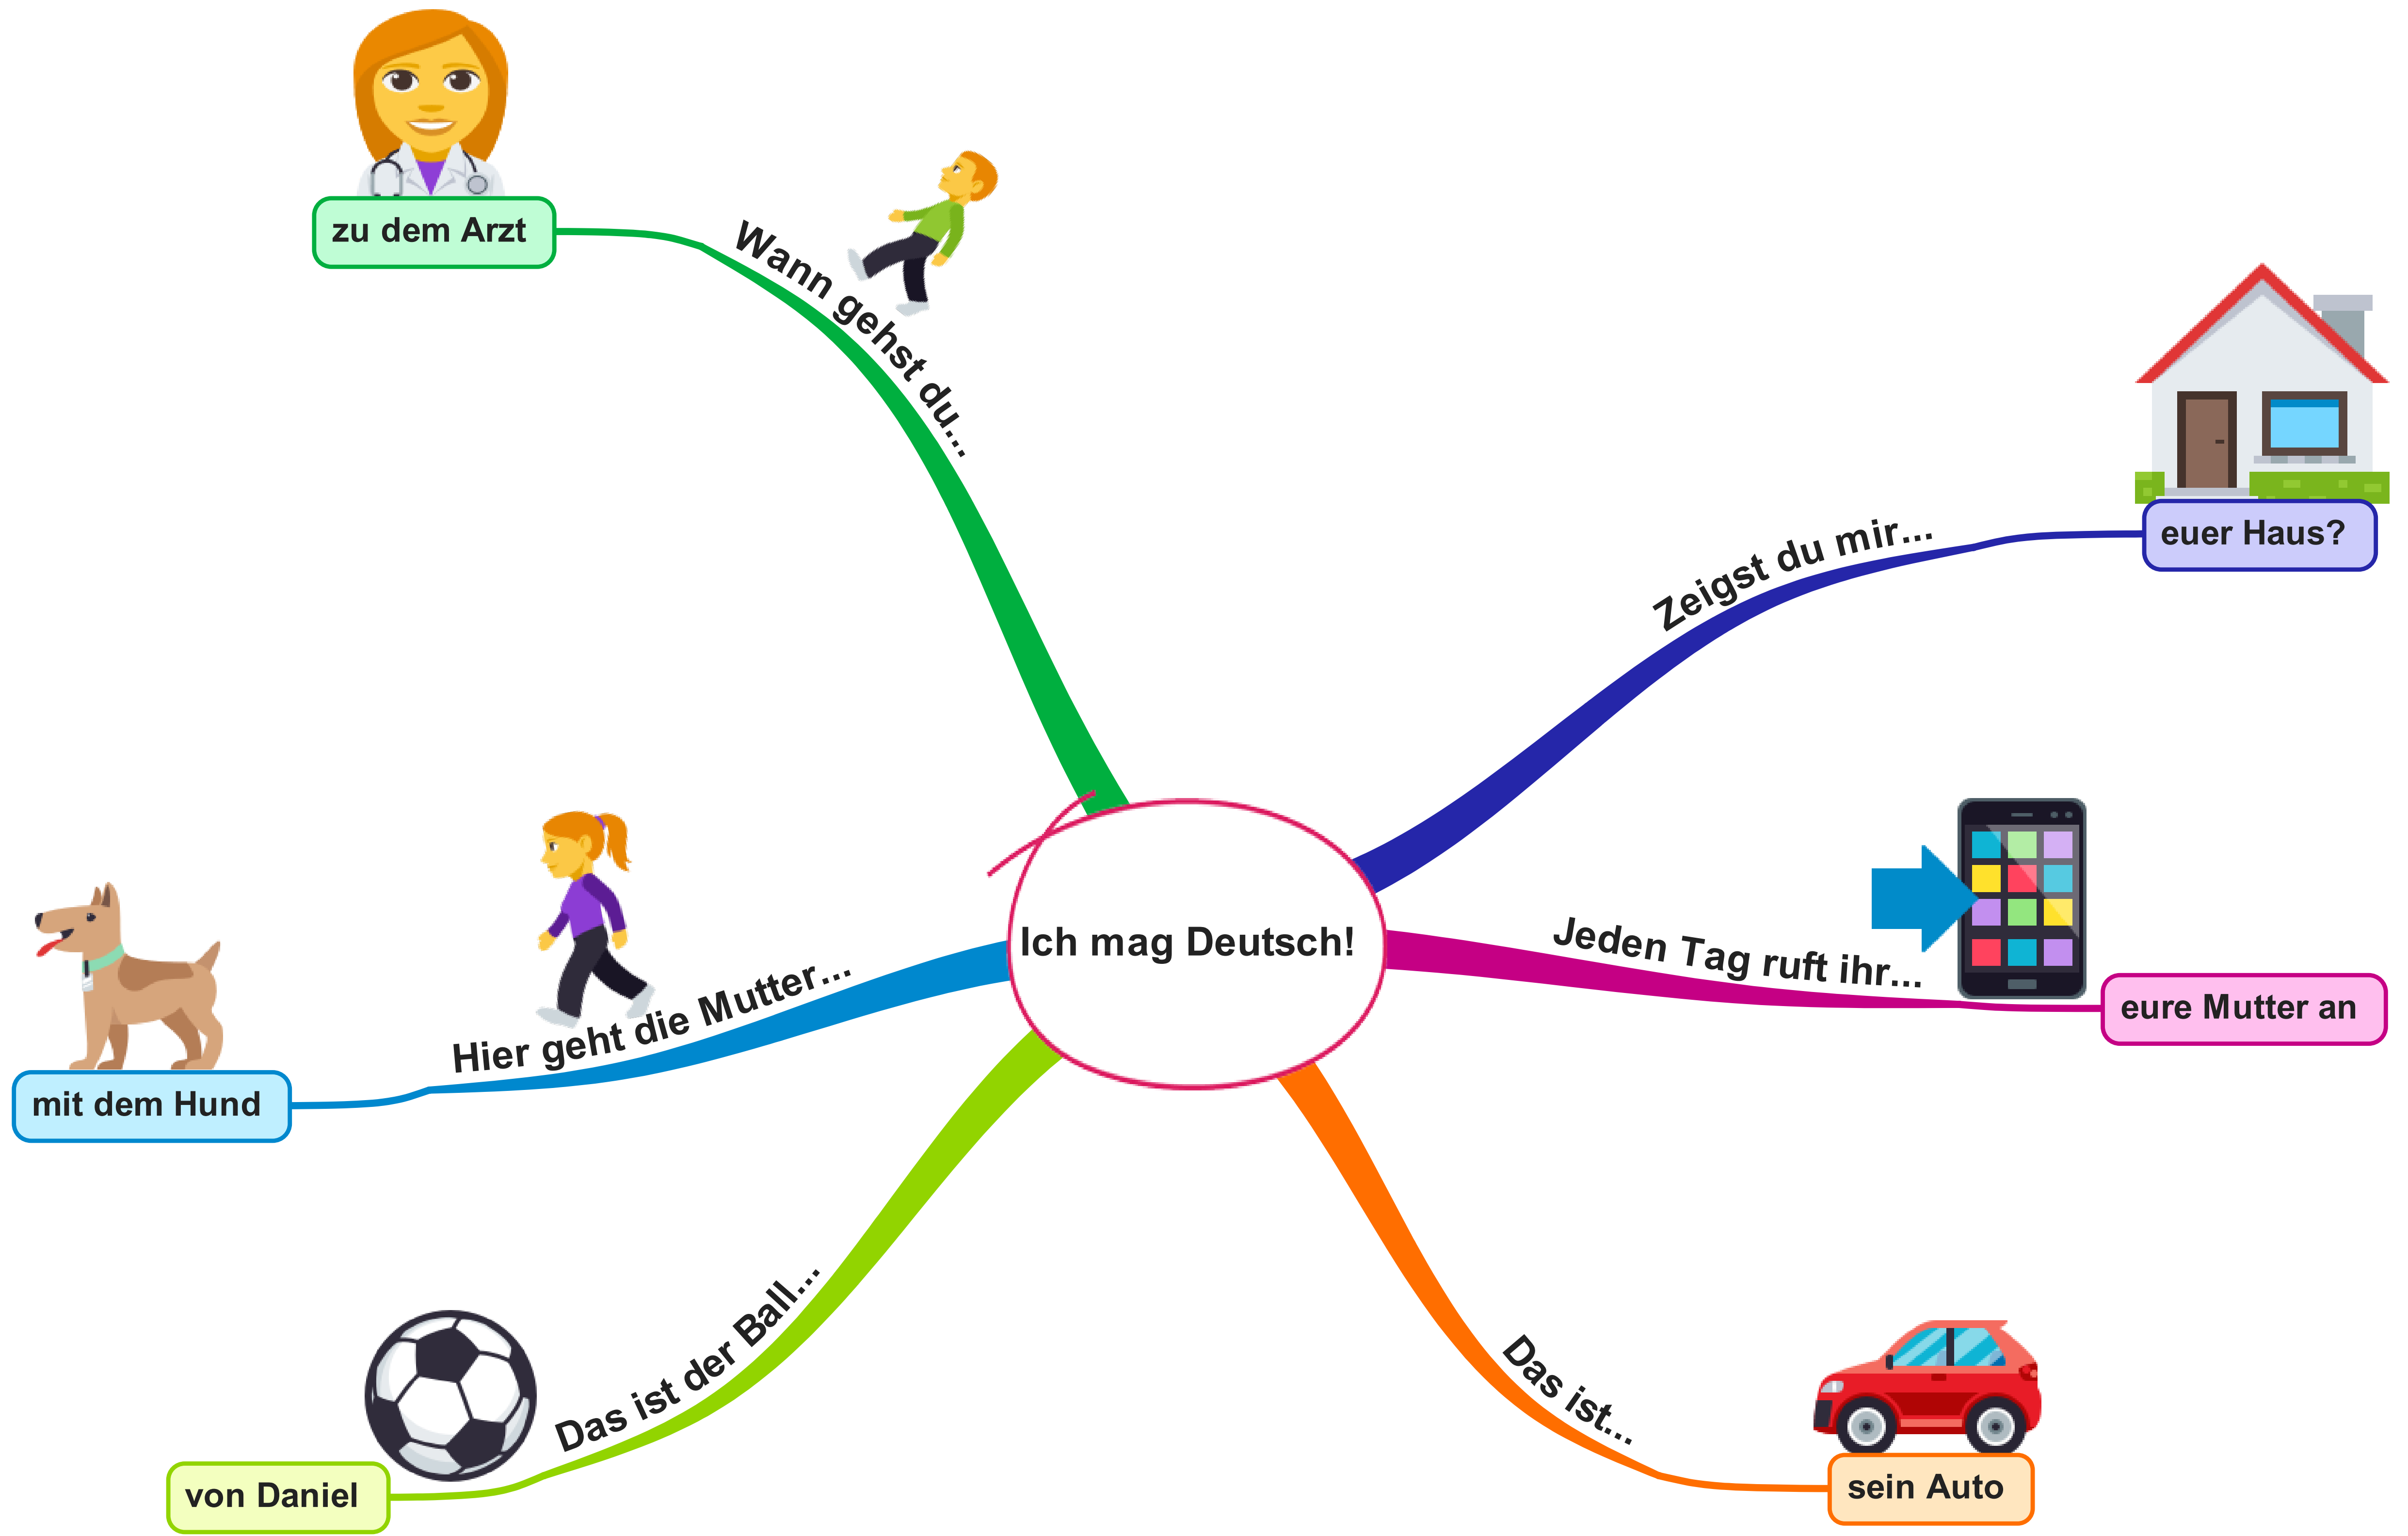 Ich mag Deutsch!
Zeigst du mir...
euer Haus?
Jeden Tag ruft ihr...
eure Mutter an
Das ist...
sein Auto
Das ist der Ball...
von Daniel
Hier geht die Mutter...
mit dem Hund
Wann gehst du...
zu dem Arzt